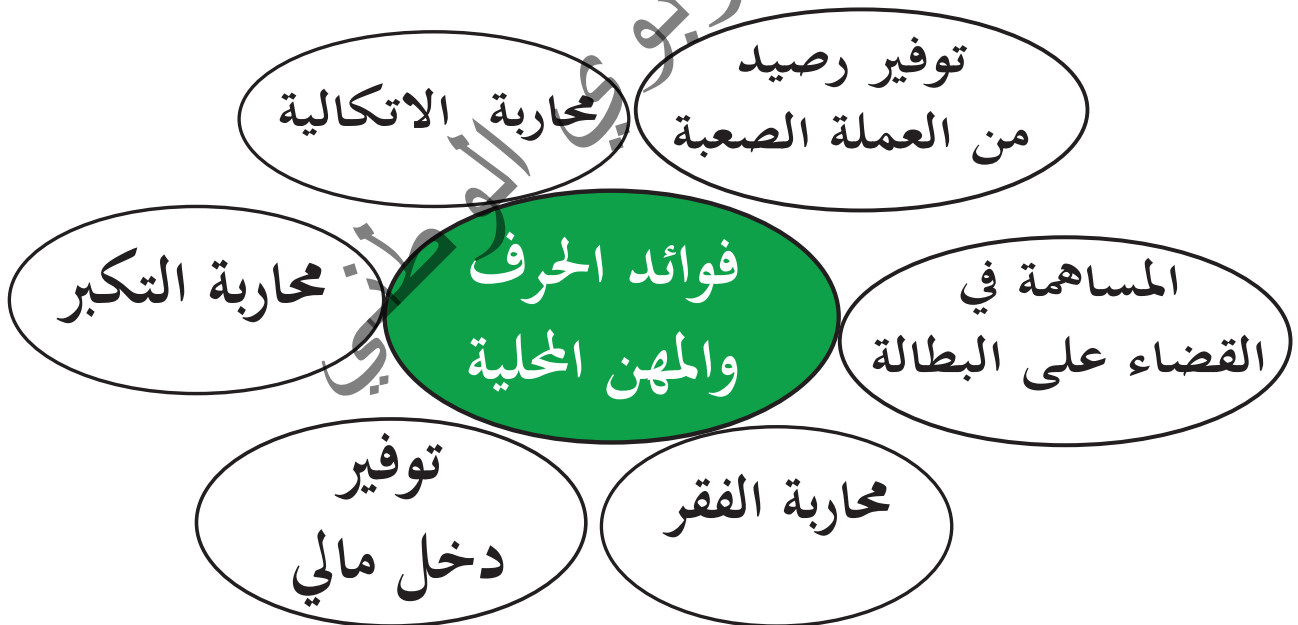 توفير رصيد
من العملة الصعبة
محاربة الاتكالية
فوائد الحرف
والمهن المحلية
محاربة التكبر
المساهمة في
القضاء على البطالة
توفير
دخل مالي
محاربة الفقر